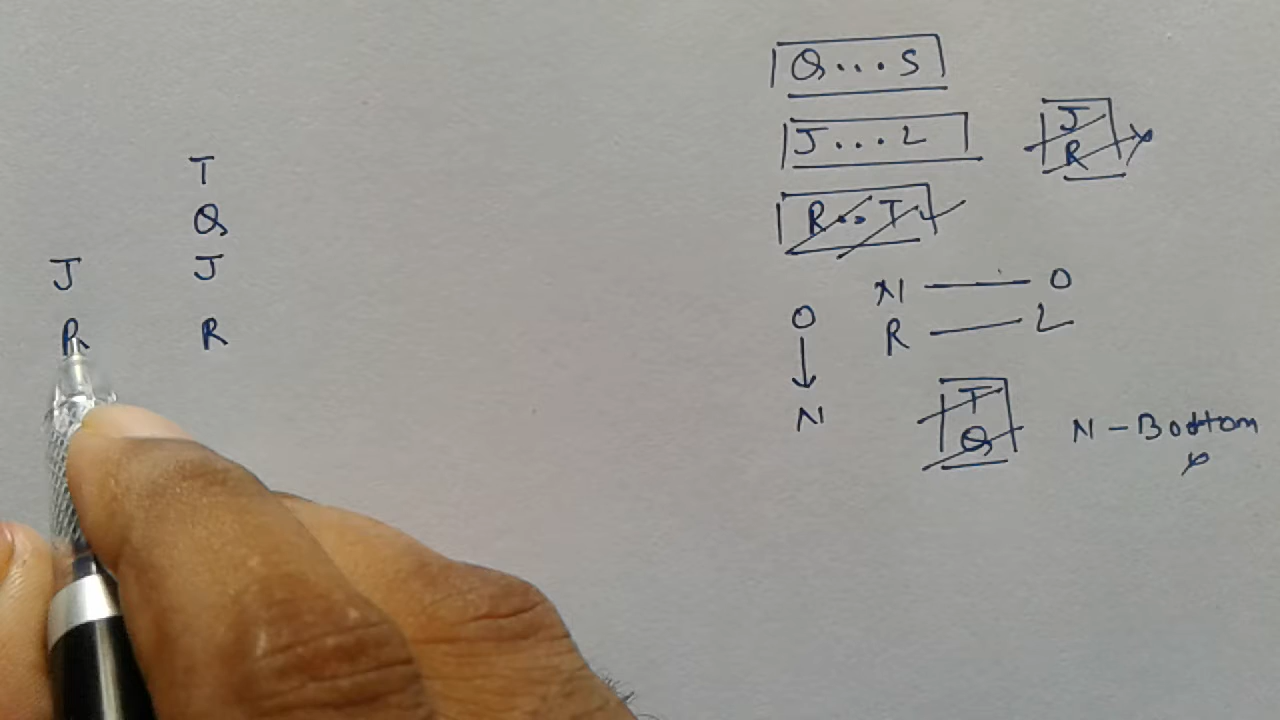 T
Q
J J
R R
Q...S
J...L
J
R
R..T
N — O
O R — L
↓
N
T
Q
N - Bottom